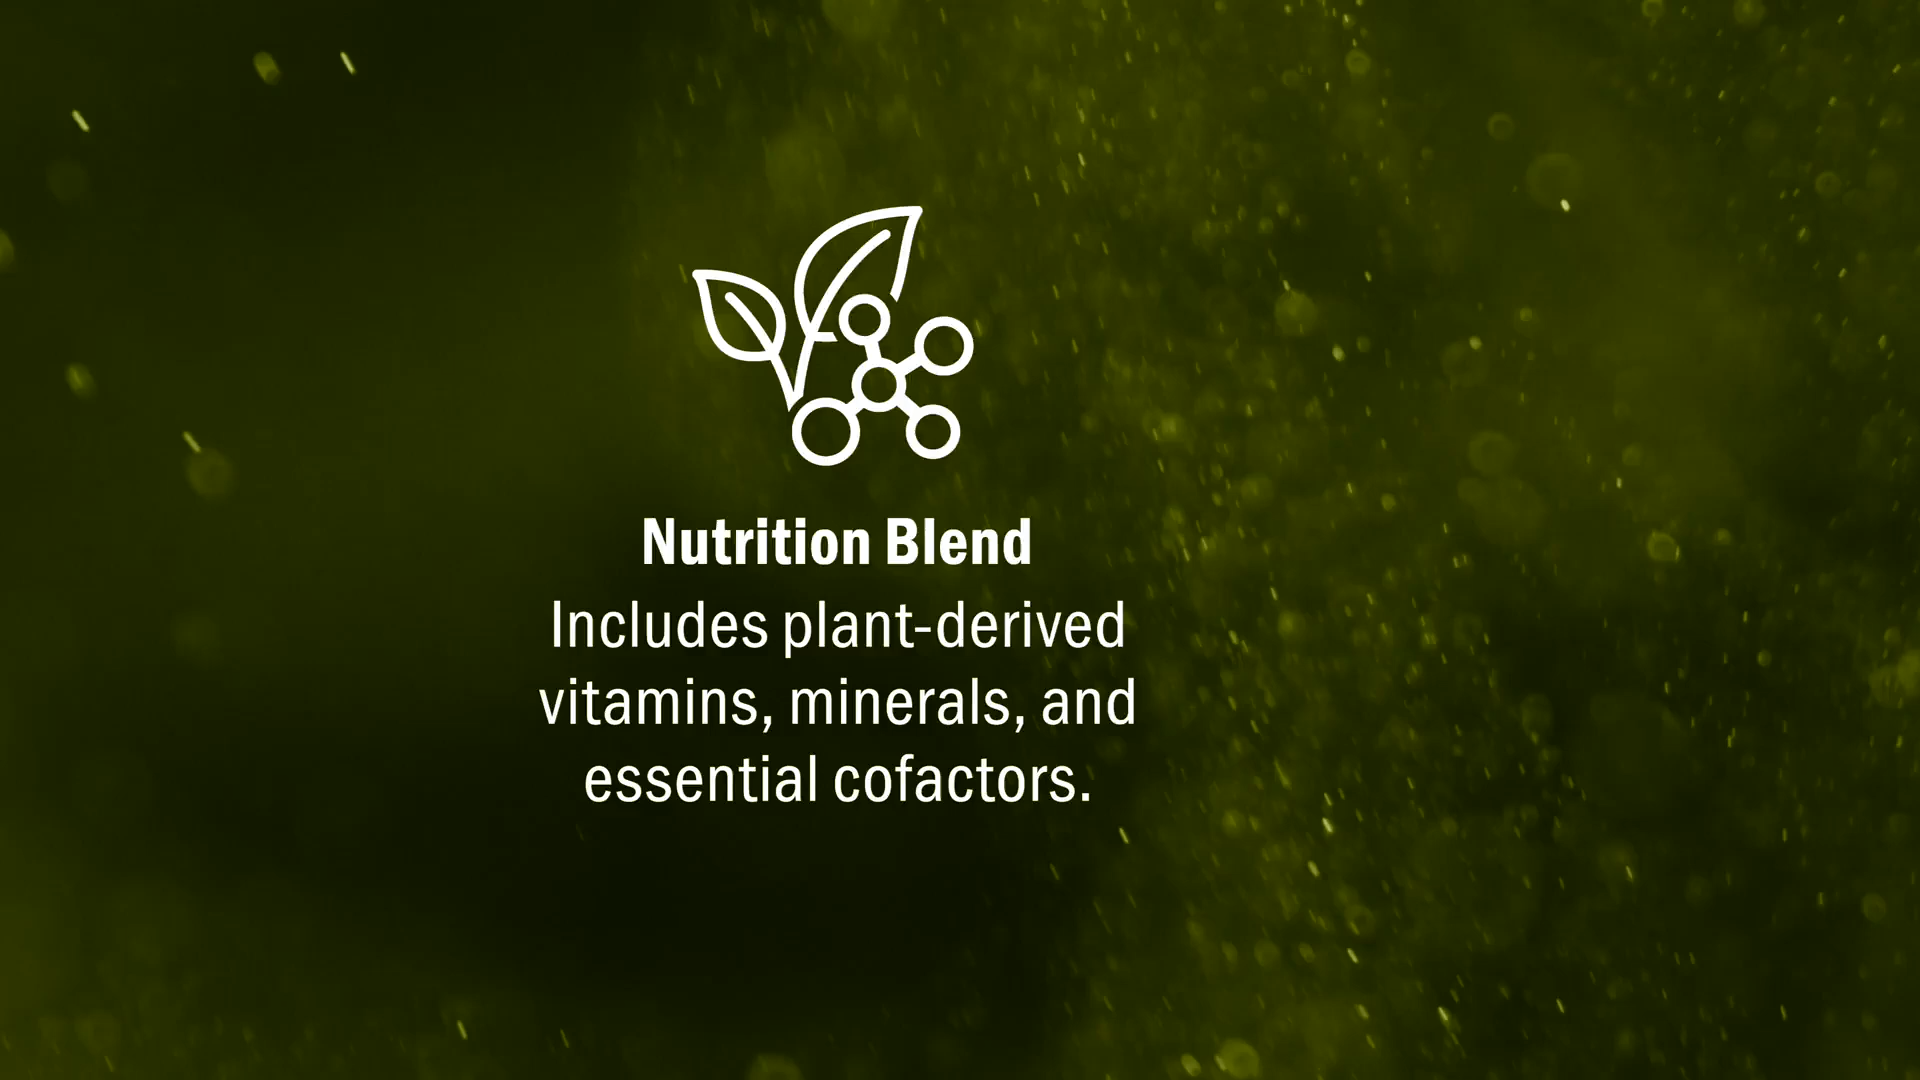 Nutrition Blend
Includes plant-derived
vitamins, minerals, and
essential cofactors.